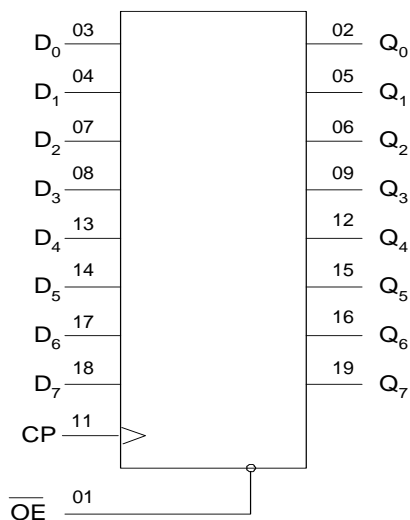 D0 03 02 Q0
D1 04 05 Q1
D2 07 06 Q2
D3 08 09 Q3
D4 13 12 Q4
D5 14 15 Q5
D6 17 16 Q6
D7 18 19 Q7
CP 11
O̅E̅ 01